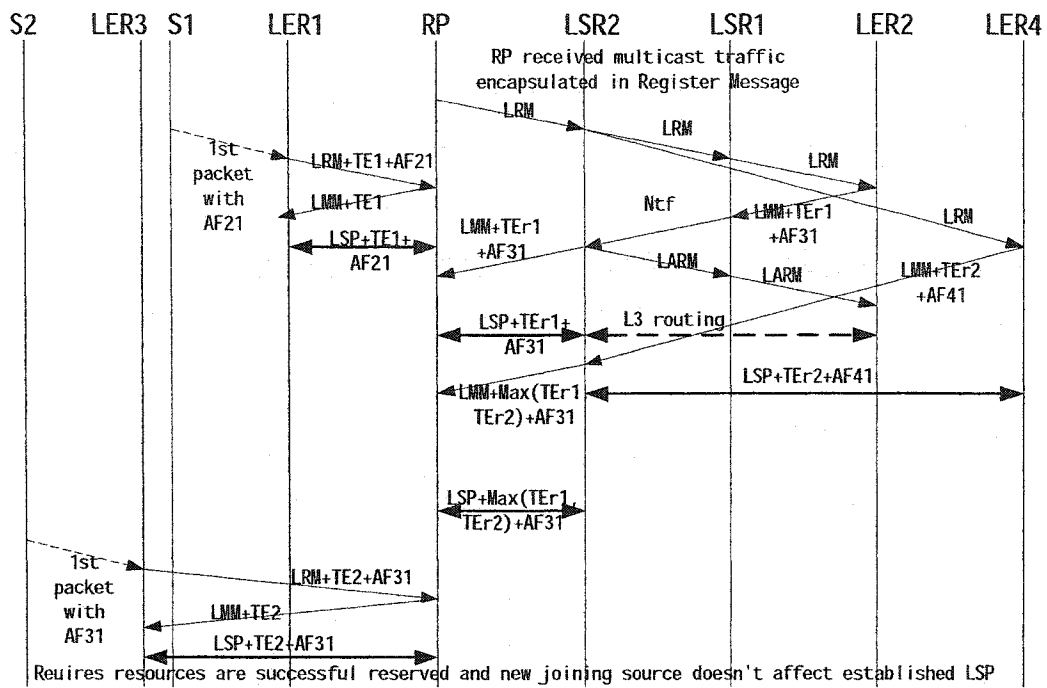 S2 LER3 S1 LER1 RP LSR2 LSR1 LER2 LER4
RP received multicast traffic
encapsulated in Register Message
LRM
LRM
LRM
1st
packet
with
AF21
LRM+TE1+AF21
LMM+TE1
LSP+TE1+
AF21
Ntf
LMM+TEr1
+AF31
LRM
LMM+TEr1
+AF31
LARM
LARM
LMM+TEr2
+AF41
LSP+TEr1+
AF31
L3 routing
LSP+TEr2+AF41
LMM+Max(TEr1
TEr2)+AF31
LSP+Max(TEr1,
TEr2)+AF31
1st
packet
with
AF31
LRM+TE2+AF31
LMM+TE2
LSP+TE2+AF31
Reuires resources are successful reserved and new joining source doesn't affect established LSP